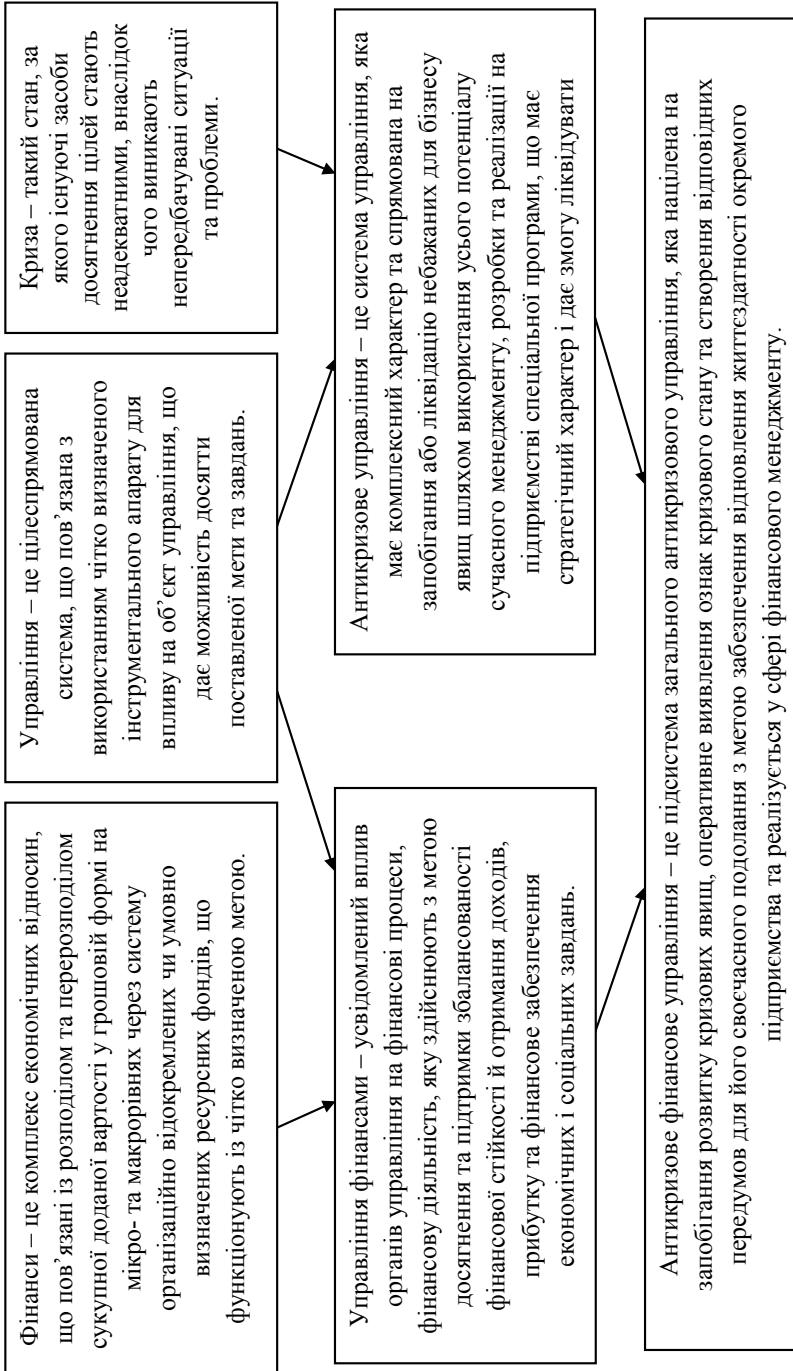 Фінанси – це комплекс економічних відносин,
що пов’язані із розподілом та перерозподілом
сукупної доданої вартості у грошовій формі на
мікро- та макрорівнях через систему
організаційно відокремлених чи умовно
визначених ресурсних фондів, що
функціонують із чітко визначеною метою.
Управління – це цілеспрямована
система, що пов’язана з
використанням чітко визначеного
інструментального апарату для
впливу на об’єкт управління, що
дає можливість досягти
поставленої мети та завдань.
Криза – такий стан, за
якого існуючі засоби
досягнення цілей стають
неадекватними, внаслідок
чого виникають
непередбачувані ситуації
та проблеми.
Управління фінансами – усвідомлений вплив
органів управління на фінансові процеси,
фінансову діяльність, яку здійснюють з метою
досягнення та підтримки збалансованості
фінансової стійкості й отримання доходів,
прибутку та фінансове забезпечення
економічних і соціальних завдань.
Антикризове управління – це система управління, яка
має комплексний характер та спрямована на
запобігання або ліквідацію небажаних для бізнесу
явищ шляхом використання усього потенціалу
сучасного менеджменту, розробки та реалізації на
підприємстві спеціальної програми, що має
стратегічний характер і дає змогу ліквідувати
Антикризове фінансове управління – це підсистема загального антикризового управління, яка націлена на
запобігання розвитку кризових явищ, оперативне виявлення ознак кризового стану та створення відповідних
передумов для його своєчасного подолання з метою забезпечення відновлення життєздатності окремого
підприємства та реалізується у сфері фінансового менеджменту.